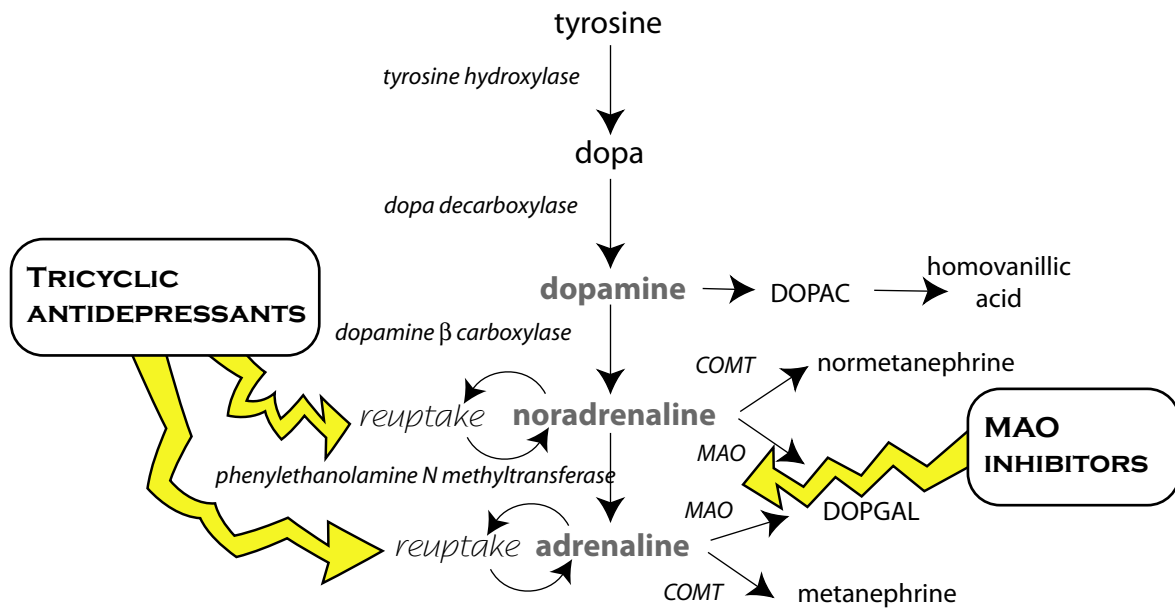 tyrosine
tyrosine hydroxylase
dopa
dopa decarboxylase
TRICYCLIC
ANTIDEPRESSANTS
dopamine
DOPAC
homovanillic
acid
dopamine β carboxylase
COMT
normetanephrine
reuptake
noradrenaline
MAO
MAO
INHIBITORS
phenylethanolamine N methyltransferase
MAO
DOPGAL
reuptake
adrenaline
COMT
metanephrine